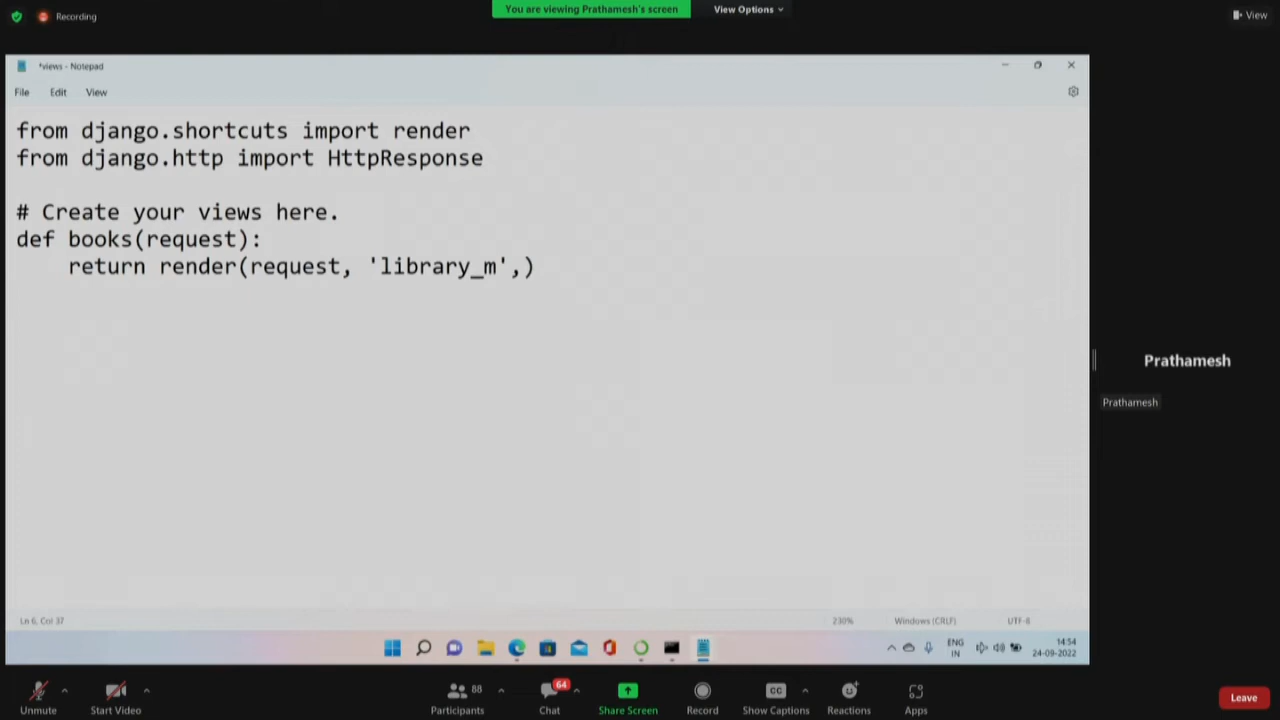 Recording
You are viewing Prathamesh's screen
View Options
View
*views - Notepad
File Edit View
from django.shortcuts import render
from django.http import HttpResponse
# Create your views here.
def books(request):
return render(request, 'library_m',)
Prathamesh
Prathamesh
Ln 6, Col 37
230%
Windows (CRLF)
UTF-8
ENG
IN
14:54
24-09-2022
Unmute
Start Video
Participants
88
Chat
64
Share Screen
Record
CC
Show Captions
Reactions
Apps
Leave